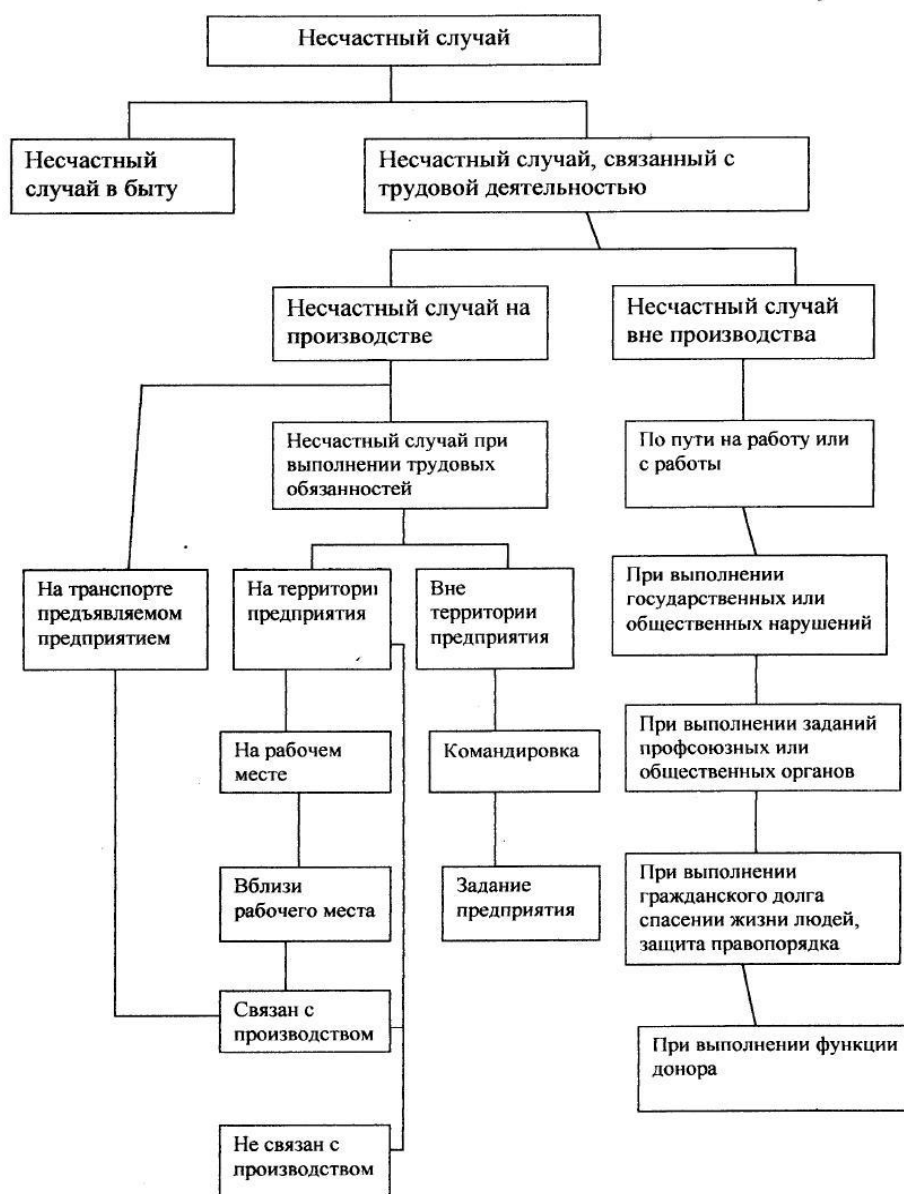 Несчастный случай
Несчастный
случай в быту
Несчастный случай, связанный с
трудовой деятельностью
Несчастный случай на
производстве
Несчастный случай
вне производства
Несчастный случай при
выполнении трудовых
обязанностей
По пути на работу или
с работы
На транспорте
предъявляемом
предприятием
На территори
предприятия
Вне
территории
предприятия
При выполнении
государственных или
общественных нарушений
На рабочем
месте
Командировка
При выполнении заданий
профсоюзных или
общественных органов
Вблизи
рабочего места
Задание
предприятия
При выполнении
гражданского долга
спасении жизни людей,
защита правопорядка
Связан с
производством
При выполнении функции
донора
Не связан с
производством